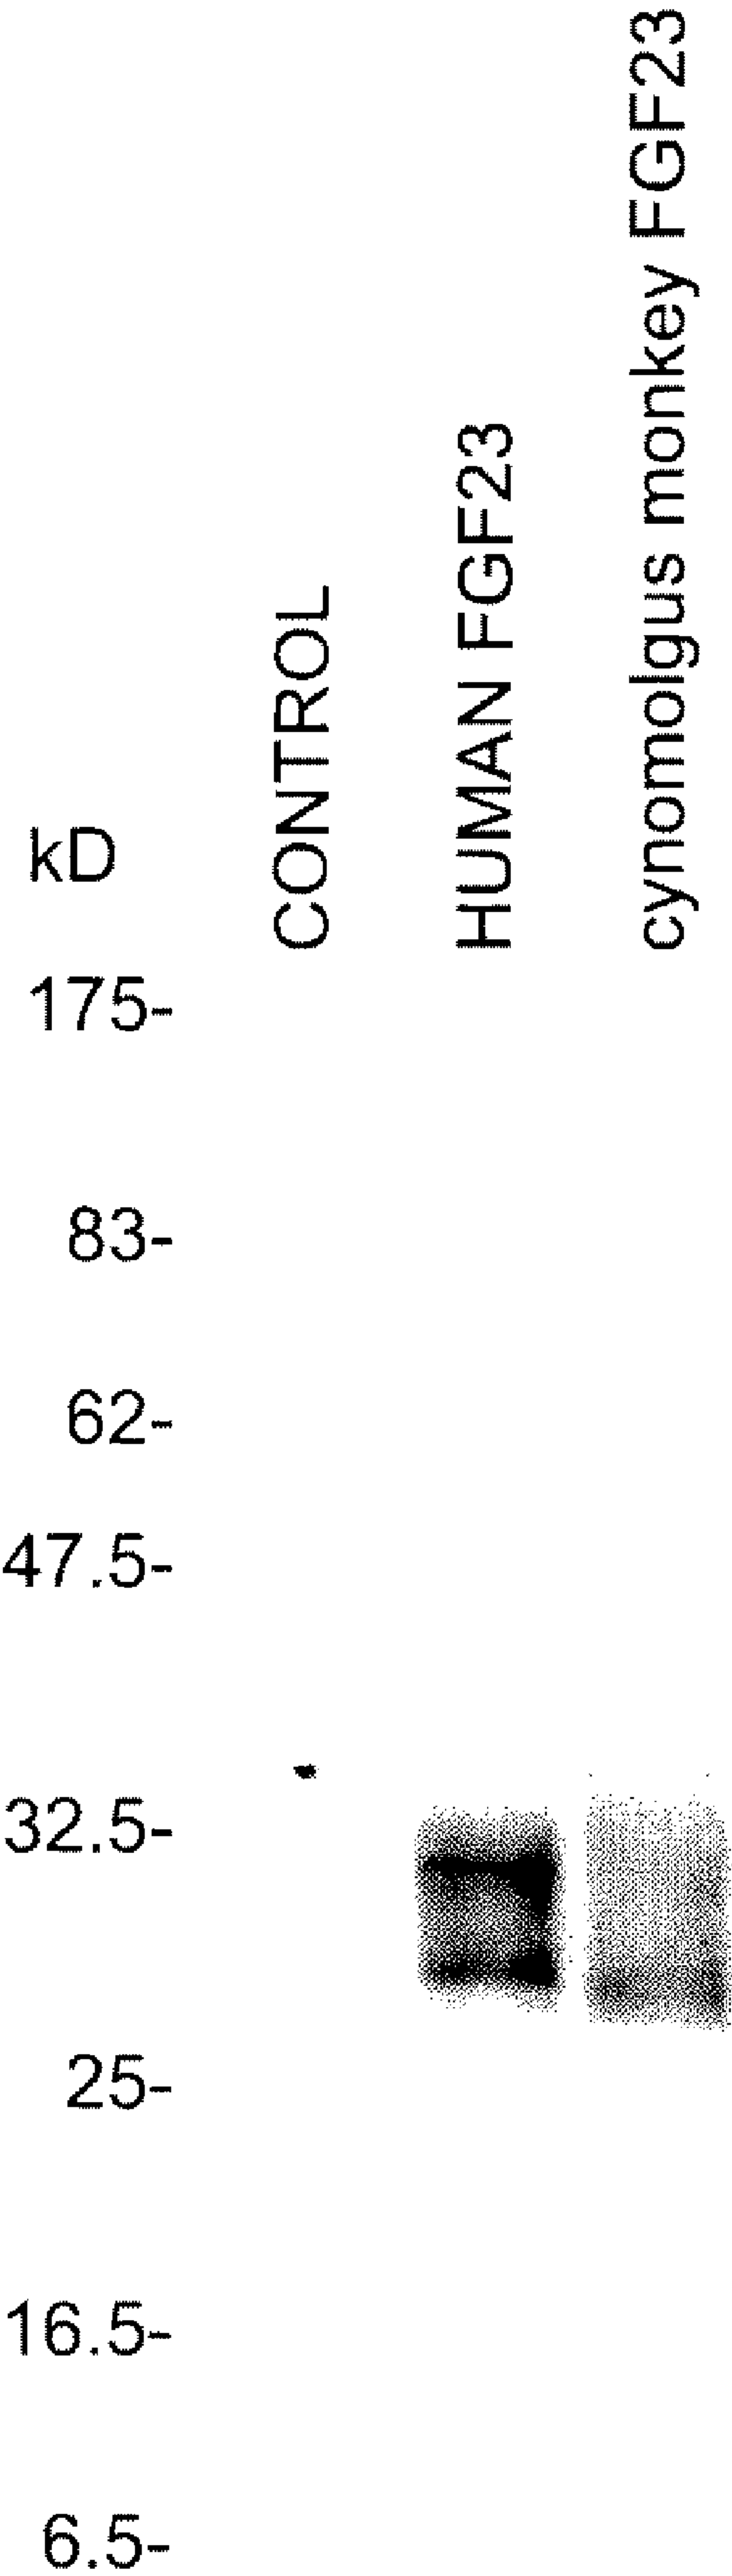 kD
CONTROL
HUMAN FGF23
cynomolgus monkey FGF23
175-
83-
62-
47.5-
32.5-
25-
16.5-
6.5-